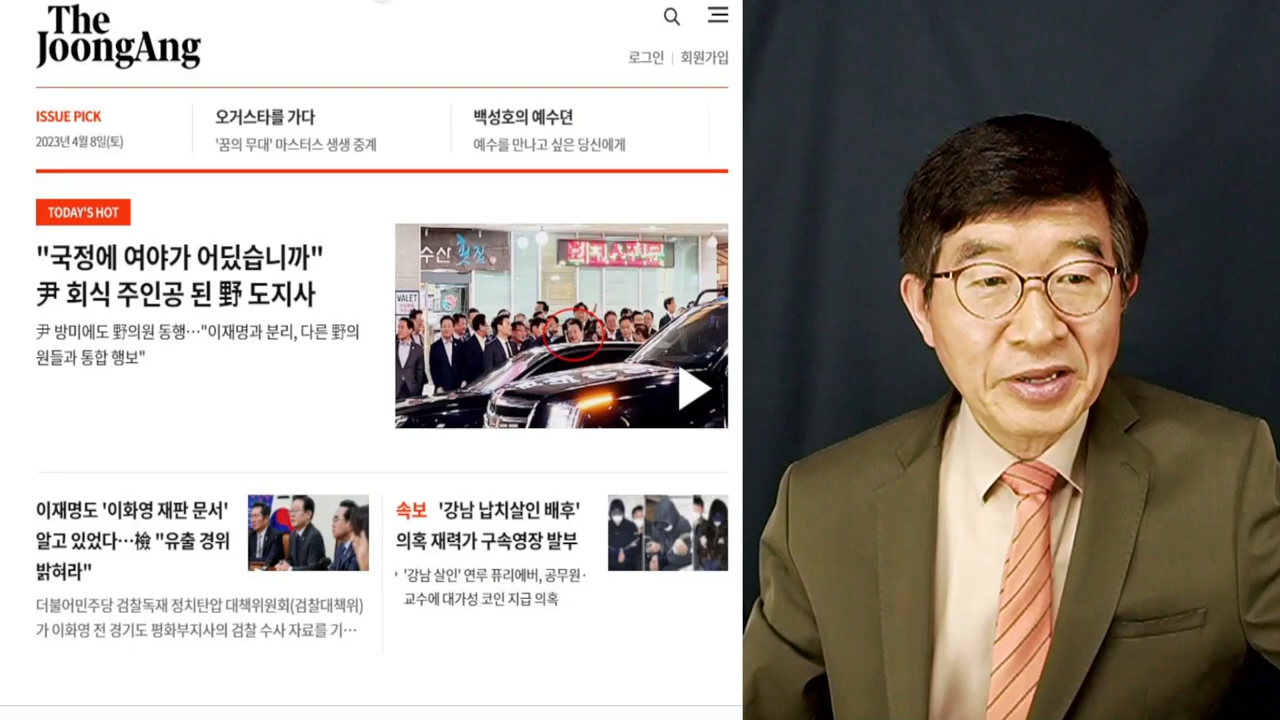 The
JoongAng
로그인 | 회원가입
ISSUE PICK
2023년 4월 8일(토)
오거스타를 가다
'꿈의 무대' 마스터스 생생 중계
백성호의 예수뎐
예수를 만나고 싶은 당신에게
TODAY'S HOT
"국정에 여야가 어딨습니까"
尹 회식 주인공 된 野 도지사
尹 방미에도 野의원 동행…"이재명과 분리, 다른 野의
원들과 통합 행보"
수산
VALET
이재명도 '이화영 재판 문서'
알고 있었다…檢 "유출 경위
밝혀라"
더불어민주당 검찰독재 정치탄압 대책위원회(검찰대책위)
가 이화영 전 경기도 평화부지사의 검찰 수사 자료를 기…
속보 '강남 납치살인 배후'
의혹 재력가 구속영장 발부
'강남 살인' 연루 퓨리에버, 공무원·
교수에 대가성 코인 지급 의혹